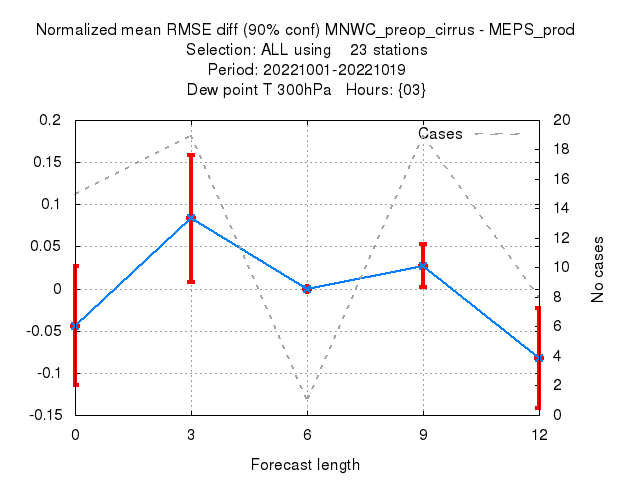 Normalized mean RMSE diff (90% conf) MNWC_preop_cirrus - MEPS_prod
Selection: ALL using 23 stations
Period: 20221001-20221019
Dew point T 300hPa Hours: {03}
Cases
0.2
0.15
0.1
0.05
0
-0.05
-0.1
-0.15
20
18
16
14
12
10
8
6
4
2
0
No cases
0 3 6 9 12
Forecast length